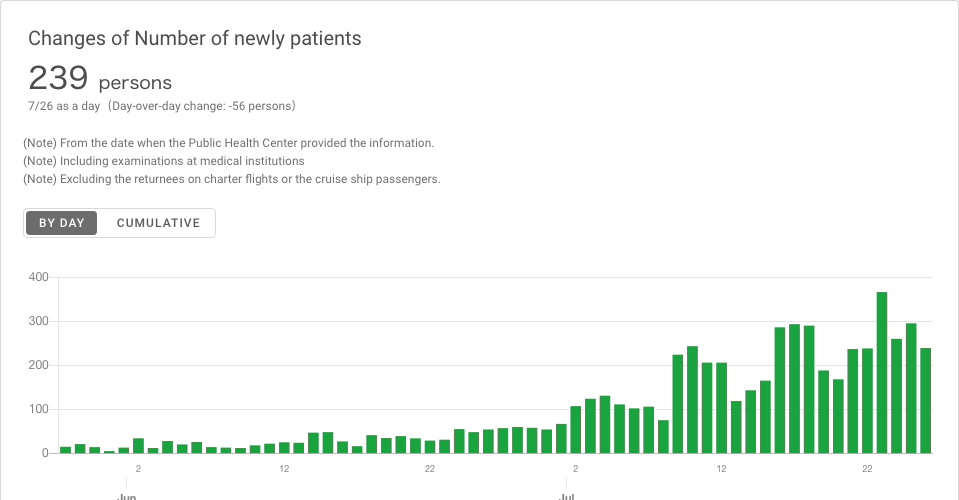 Changes of Number of newly patients
239 persons
7/26 as a day（Day-over-day change: -56 persons）
(Note) From the date when the Public Health Center provided the information.
(Note) Including examinations at medical institutions
(Note) Excluding the returnees on charter flights or the cruise ship passengers.
BY DAY CUMULATIVE
400
300
200
100
0
2 12 22 2 12 22
Jun Jul